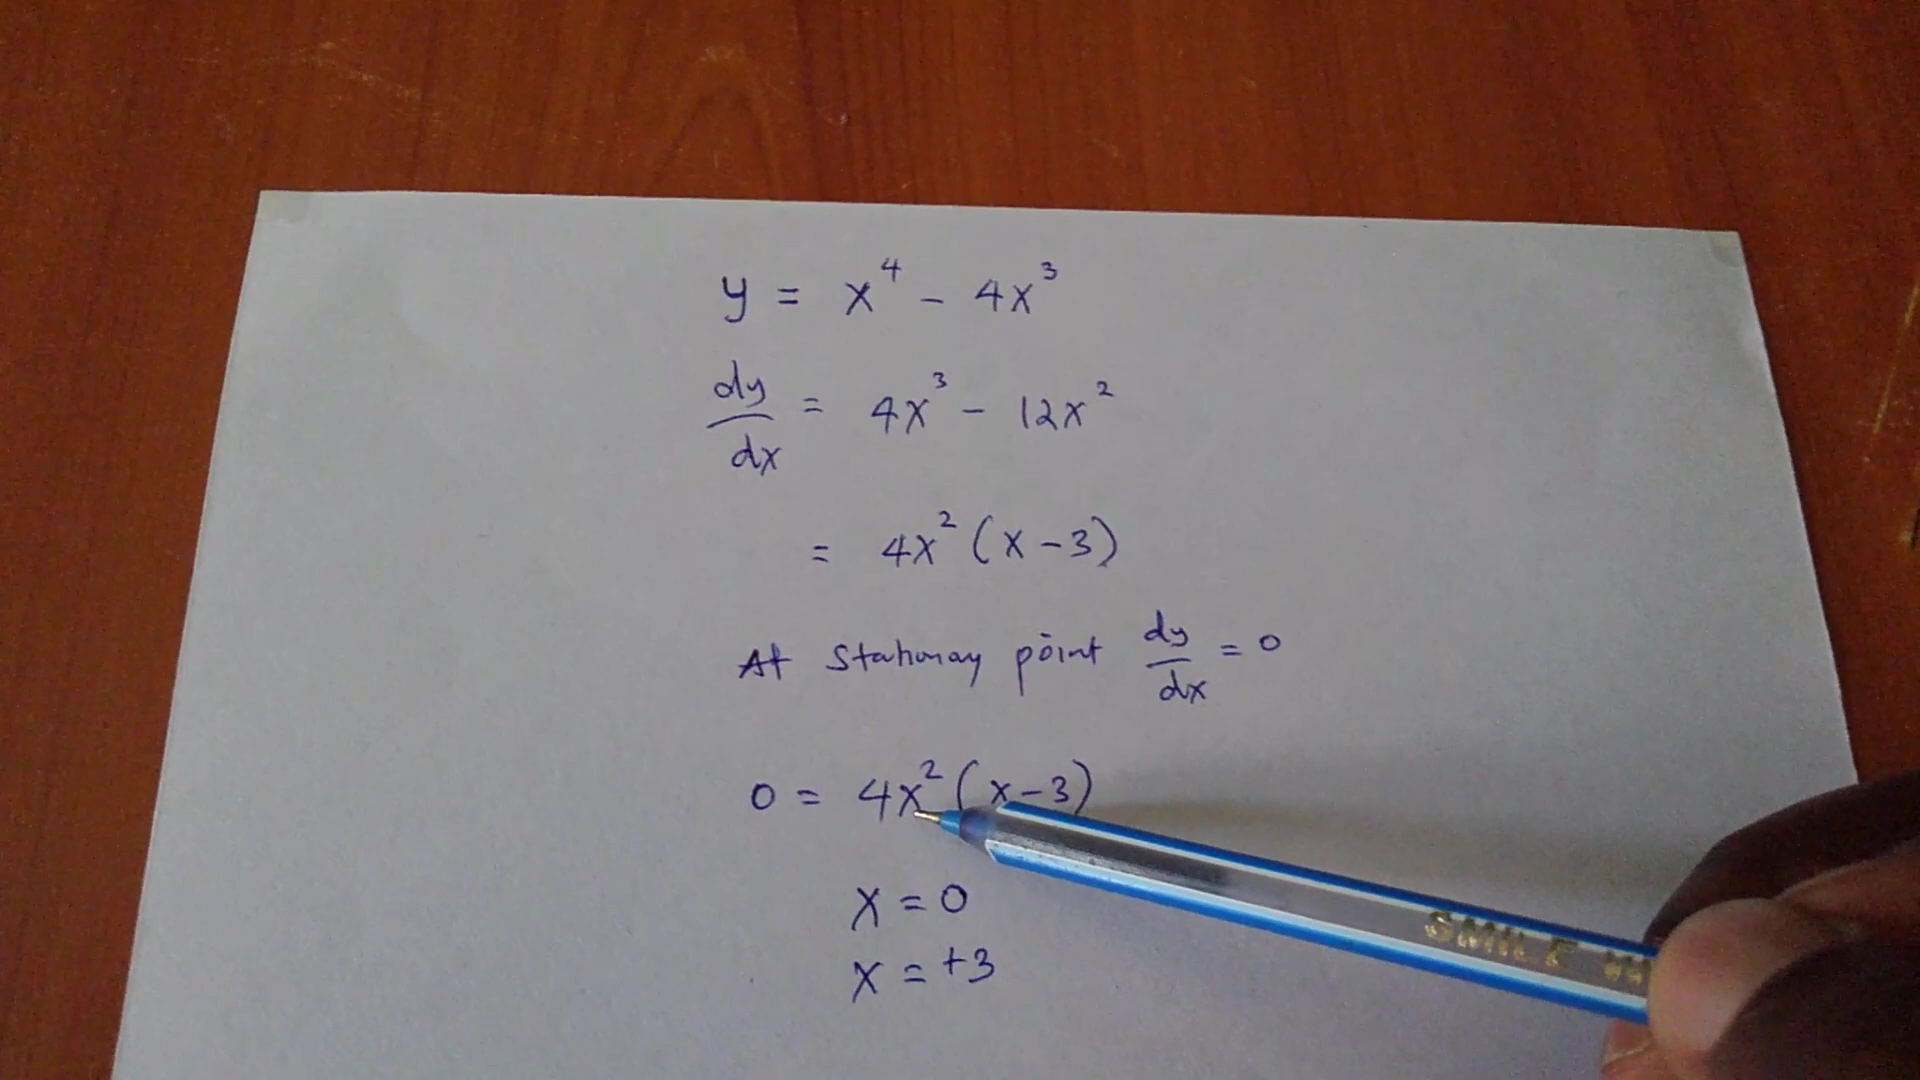 y = x⁴ - 4x³
dy/dx = 4x³ - 12x²
= 4x² (x - 3)
At Stationary point dy/dx = 0
0 = 4x² (x - 3)
x = 0
x = +3
SMILE